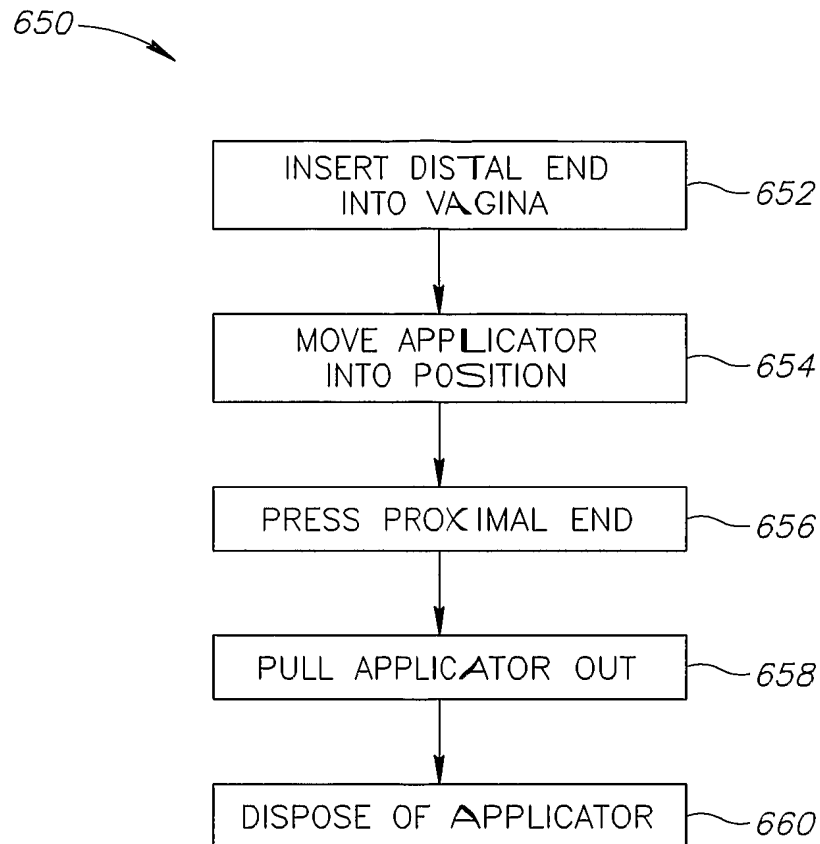 650
INSERT DISTAL END
INTO VAGINA
652
MOVE APPLICATOR
INTO POSITION
654
PRESS PROXIMAL END
656
PULL APPLICATOR OUT
658
DISPOSE OF APPLICATOR
660